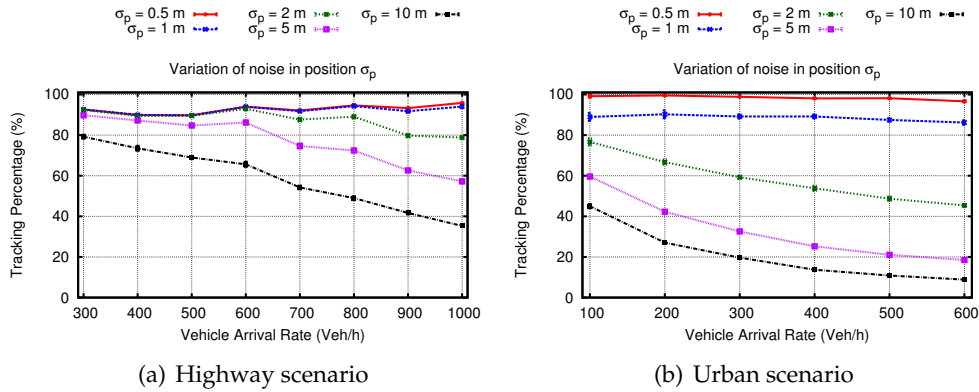 σp = 0.5 m σp = 2 m σp = 10 m
σp = 1 m σp = 5 m
Variation of noise in position σp
Tracking Percentage (%)
100
80
60
40
20
0
300 400 500 600 700 800 900 1000
Vehicle Arrival Rate (Veh/h)
(a) Highway scenario
σp = 0.5 m σp = 2 m σp = 10 m
σp = 1 m σp = 5 m
Variation of noise in position σp
Tracking Percentage (%)
100
80
60
40
20
0
100 200 300 400 500 600
Vehicle Arrival Rate (Veh/h)
(b) Urban scenario